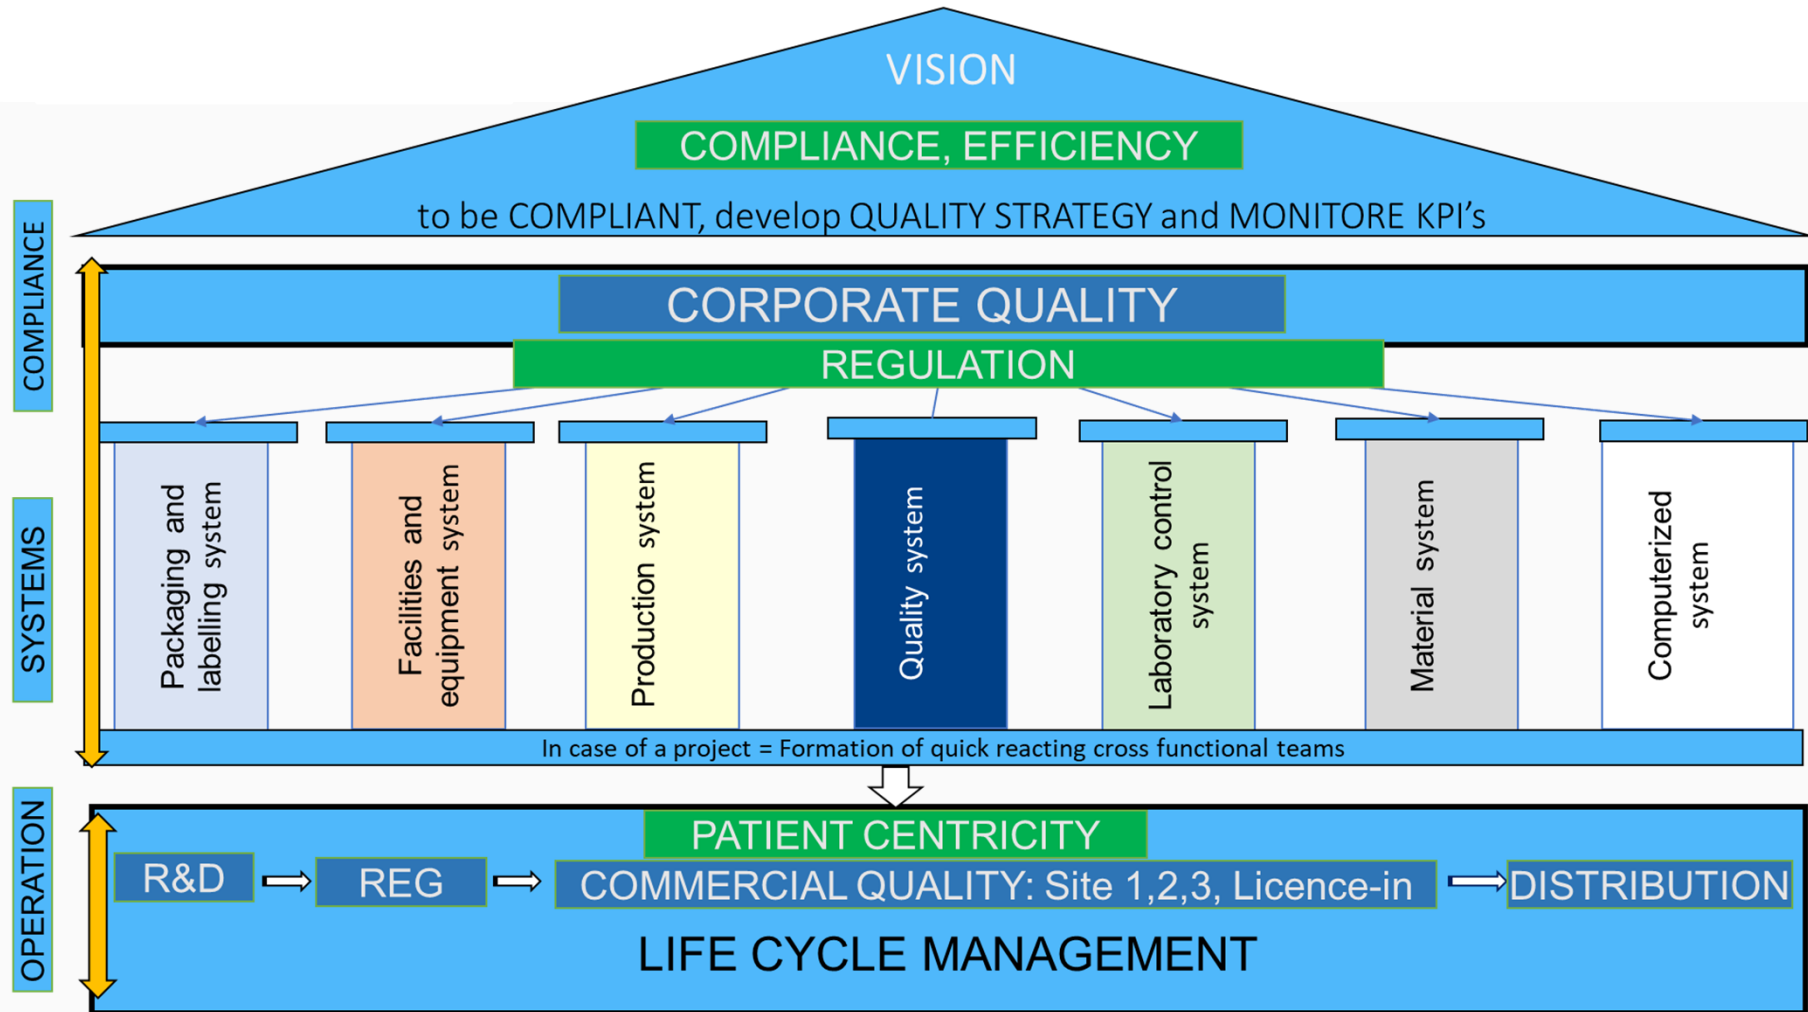 VISION
COMPLIANCE, EFFICIENCY
to be COMPLIANT, develop QUALITY STRATEGY and MONITORE KPI’s
COMPLIANCE
CORPORATE QUALITY
REGULATION
SYSTEMS
Packaging and
labelling system
Facilities and
equipment system
Production system
Quality system
Laboratory control
system
Material system
Computerized
system
In case of a project = Formation of quick reacting cross functional teams
OPERATION
PATIENT CENTRICITY
R&D
REG
COMMERCIAL QUALITY: Site 1,2,3, Licence-in
DISTRIBUTION
LIFE CYCLE MANAGEMENT